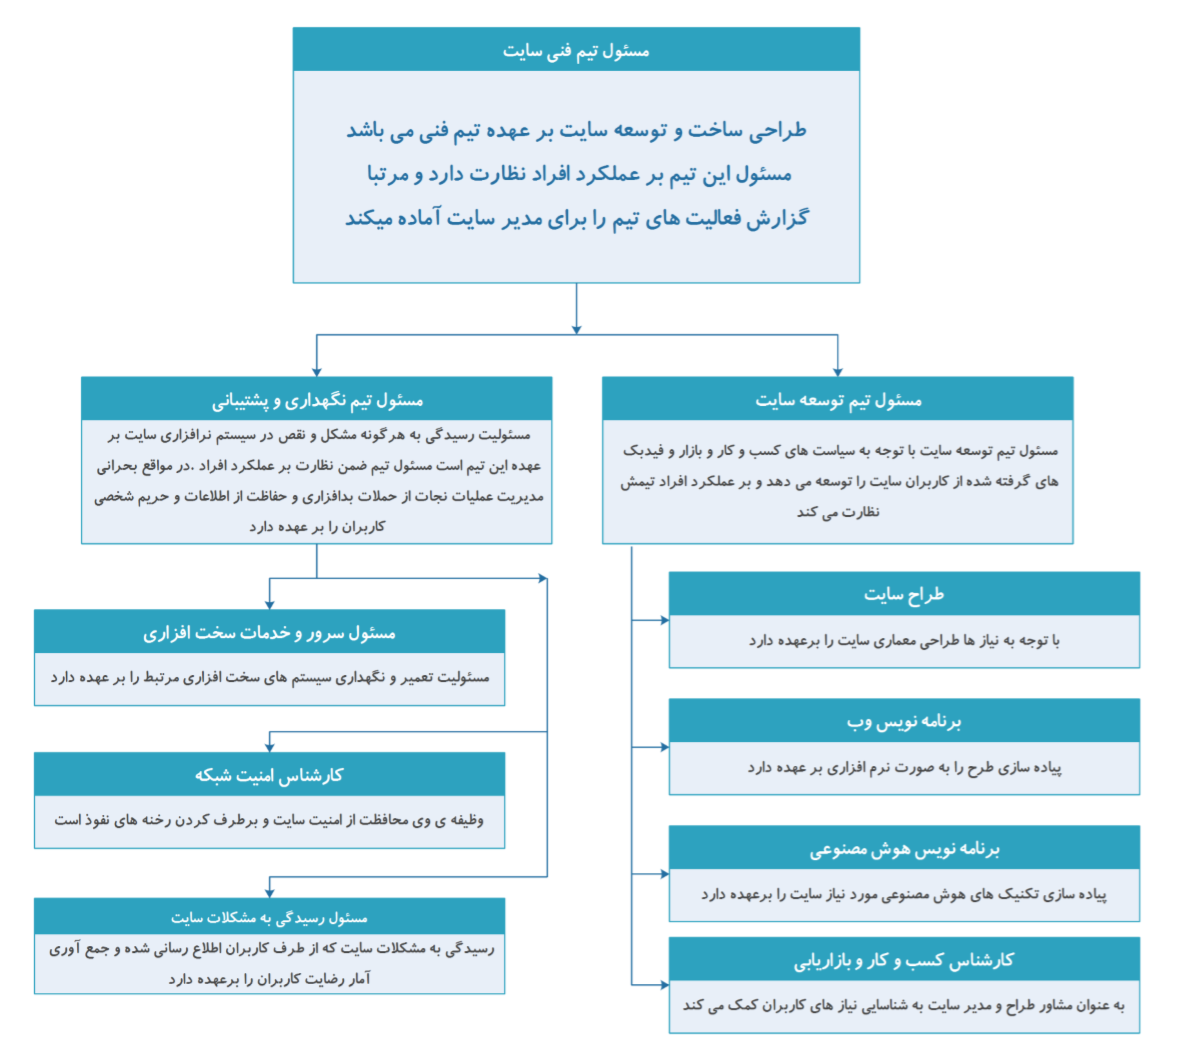 مسئول تیم فنی سایت
طراحی ساخت و توسعه سایت بر عهده تیم فنی می باشد
مسئول این تیم بر عملکرد افراد نظارت دارد و مرتبا
گزارش فعالیت های تیم را برای مدیر سایت آماده میکند
مسئول تیم توسعه سایت
مسئول تیم توسعه سایت با توجه به سیاست های کسب و کار و بازار و فیدبک
های گرفته شده از کاربران سایت را توسعه می دهد و بر عملکرد افراد تیمش
نظارت می کند
طراح سایت
با توجه به نیاز ها طراحی معماری سایت را برعهده دارد
برنامه نویس وب
پیاده سازی طرح را به صورت نرم افزاری بر عهده دارد
برنامه نویس هوش مصنوعی
پیاده سازی تکنیک های هوش مصنوعی مورد نیاز سایت را برعهده دارد
کارشناس کسب و کار و بازاریابی
به عنوان مشاور طراح و مدیر سایت به شناسایی نیاز های کاربران کمک می کند
مسئول تیم نگهداری و پشتیبانی
مسئولیت رسیدگی به هرگونه مشکل و نقص در سیستم نرافزاری سایت بر
عهده این تیم است مسئول تیم ضمن نظارت بر عملکرد افراد .در مواقع بحرانی
مدیریت عملیات نجات از حملات بدافزاری و حفاظت از اطلاعات و حریم شخصی
کاربران را بر عهده دارد
مسئول سرور و خدمات سخت افزاری
مسئولیت تعمیر و نگهداری سیستم های سخت افزاری مرتبط را بر عهده دارد
کارشناس امنیت شبکه
وظیفه ی وی محافظت از امنیت سایت و برطرف کردن رخنه های نفوذ است
مسئول رسیدگی به مشکلات سایت
رسیدگی به مشکلات سایت که از طرف کاربران اطلاع رسانی شده و جمع آوری
آمار رضایت کاربران را برعهده دارد